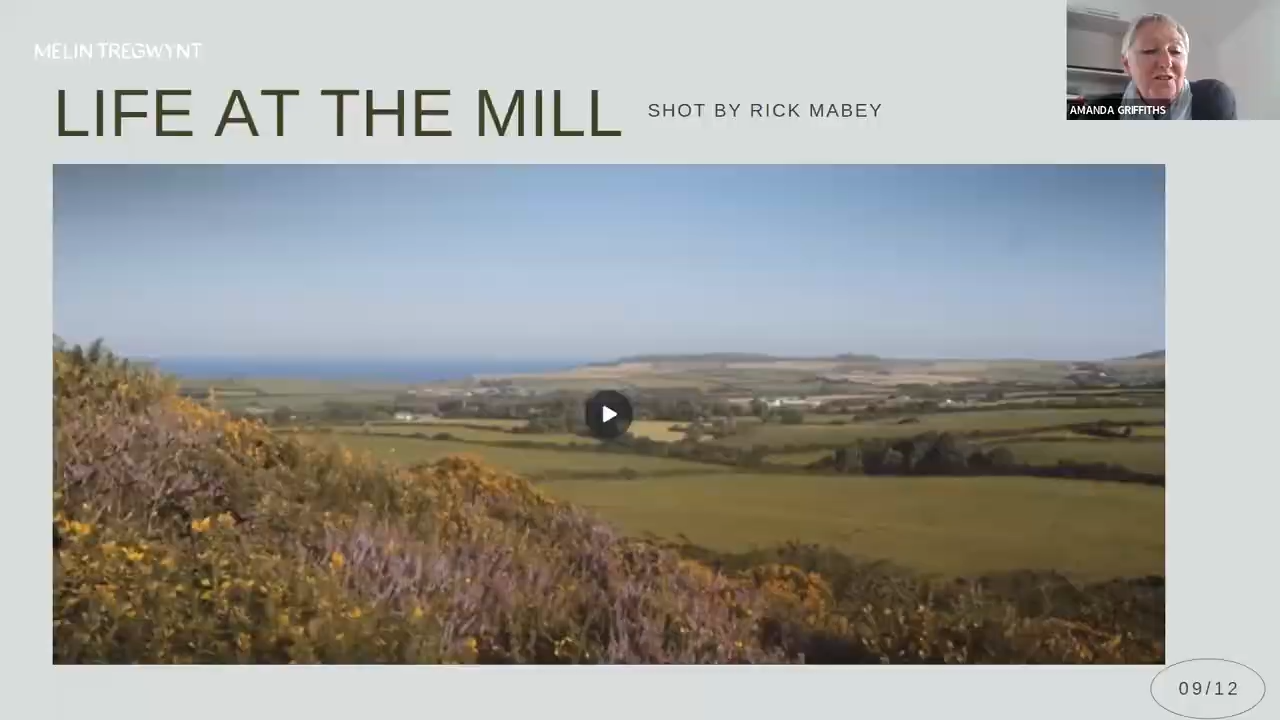 MELIN TREGWYNT
LIFE AT THE MILL
SHOT BY RICK MABEY
AMANDA GRIFFITHS
09/12